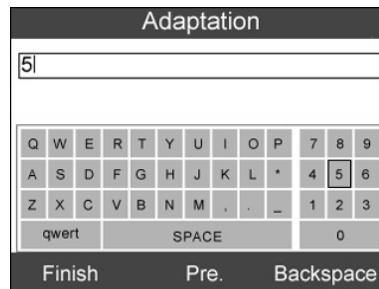 Adaptation
5
Q W E R T Y U I O P 7 8 9
A S D F G H J K L * 4 5 6
Z X C V B N M , . _ 1 2 3
qwert SPACE 0
Finish Pre. Backspace